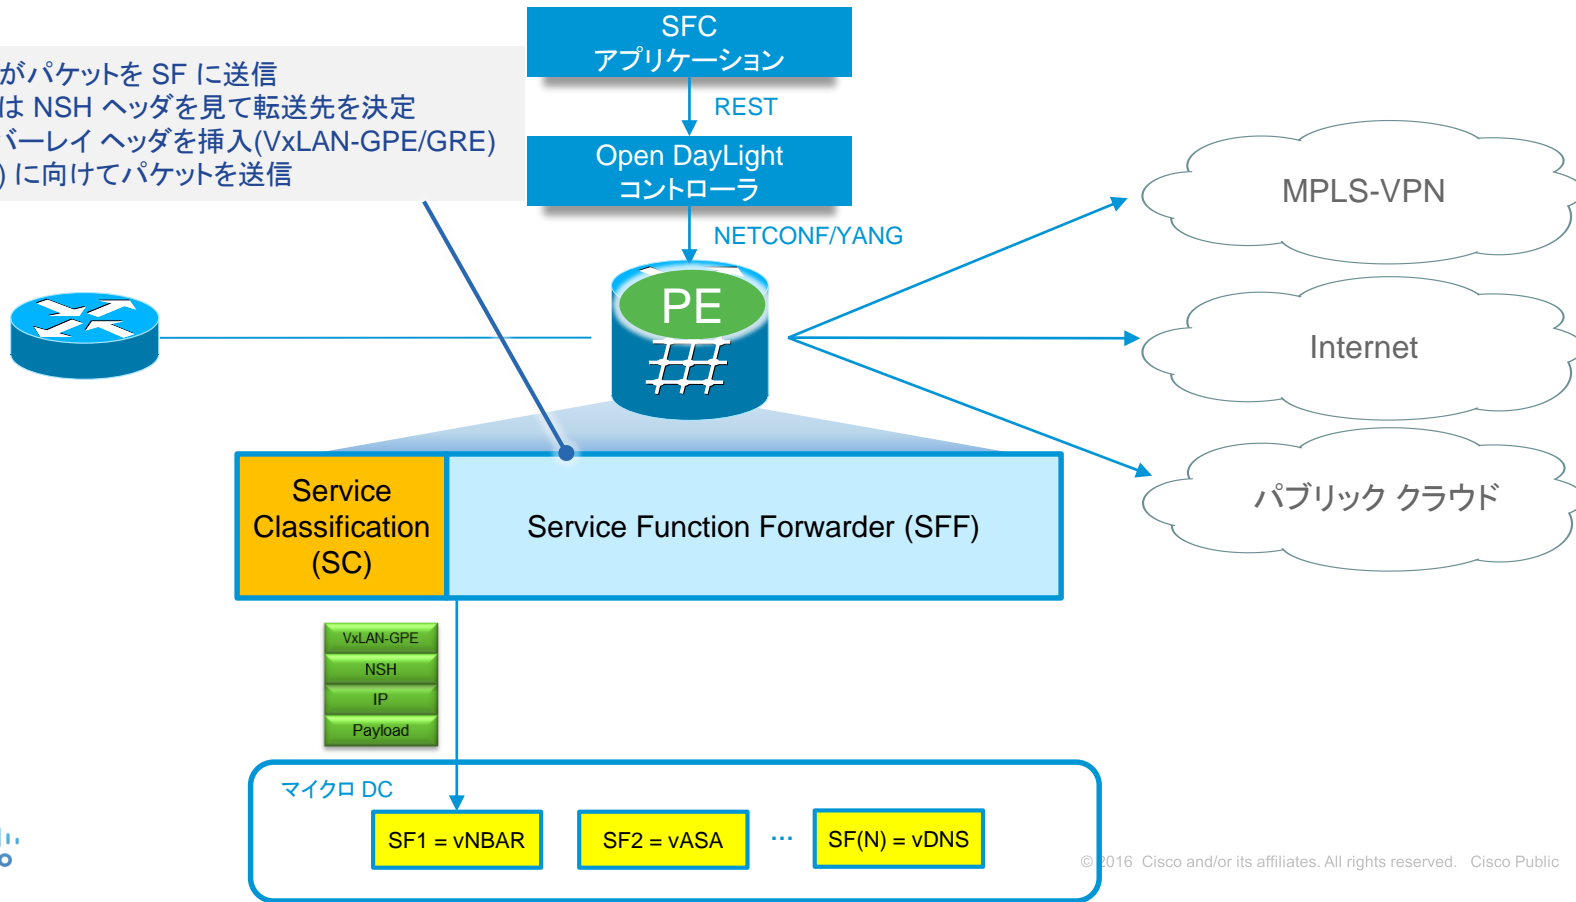 SFC
アプリケーション
がパケットを SF に送信
は NSH ヘッダを見て転送先を決定
バーレイ ヘッダを挿入(VxLAN-GPE/GRE)
) に向けてパケットを送信
REST
Open DayLight
コントローラ
NETCONF/YANG
MPLS-VPN
PE
Internet
パブリック クラウド
Service
Classification
(SC)
Service Function Forwarder (SFF)
VxLAN-GPE
NSH
IP
Payload
マイクロ DC
SF1 = vNBAR
SF2 = vASA
...
SF(N) = vDNS
© 2016 Cisco and/or its affiliates. All rights reserved. Cisco Public